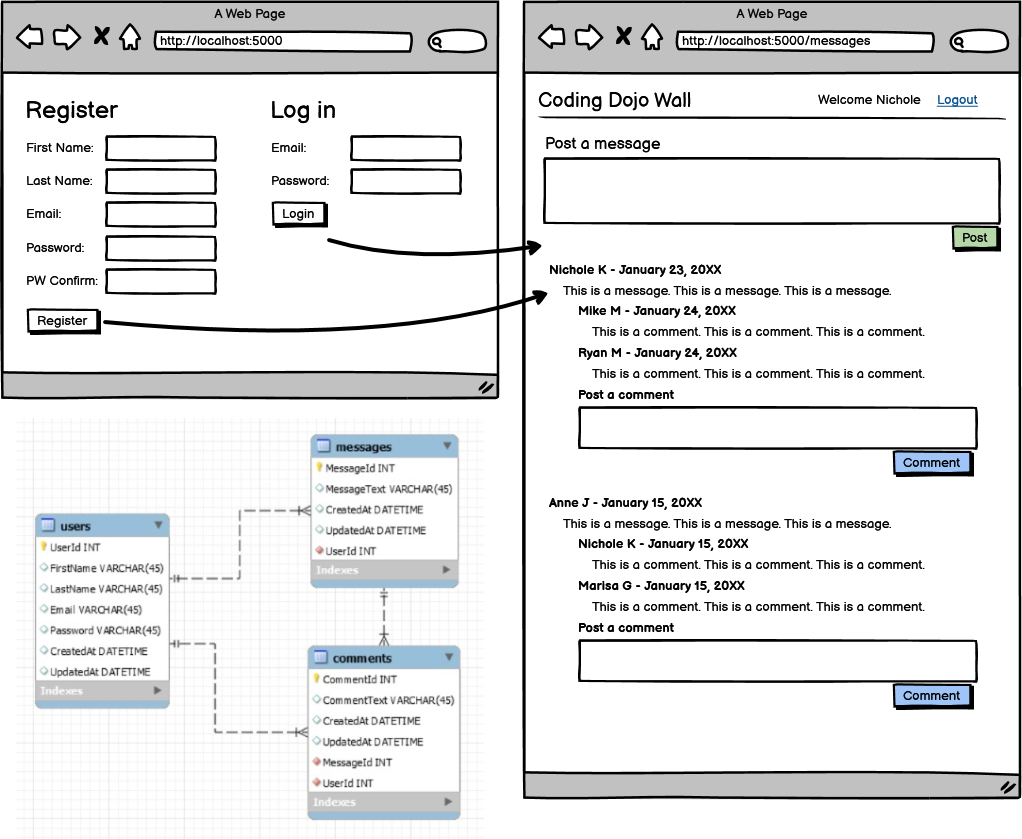 A Web Page
http://localhost:5000
Register
First Name:
Last Name:
Email:
Password:
PW Confirm:
Register
Log in
Email:
Password:
Login
A Web Page
http://localhost:5000/messages
Coding Dojo Wall
Welcome Nichole Logout
Post a message
Post
Nichole K - January 23, 20XX
This is a message. This is a message. This is a message.
Mike M - January 24, 20XX
This is a comment. This is a comment. This is a comment.
Ryan M - January 24, 20XX
This is a comment. This is a comment. This is a comment.
Post a comment
Comment
Anne J - January 15, 20XX
This is a message. This is a message. This is a message.
Nichole K - January 15, 20XX
This is a comment. This is a comment. This is a comment.
Marisa G - January 15, 20XX
This is a comment. This is a comment. This is a comment.
Post a comment
Comment
users
UserId INT
FirstName VARCHAR(45)
LastName VARCHAR(45)
Email VARCHAR(45)
Password VARCHAR(45)
CreatedAt DATETIME
UpdatedAt DATETIME
Indexes
messages
MessageId INT
MessageText VARCHAR(45)
CreatedAt DATETIME
UpdatedAt DATETIME
UserId INT
Indexes
comments
CommentId INT
CommentText VARCHAR(45)
CreatedAt DATETIME
UpdatedAt DATETIME
MessageId INT
UserId INT
Indexes